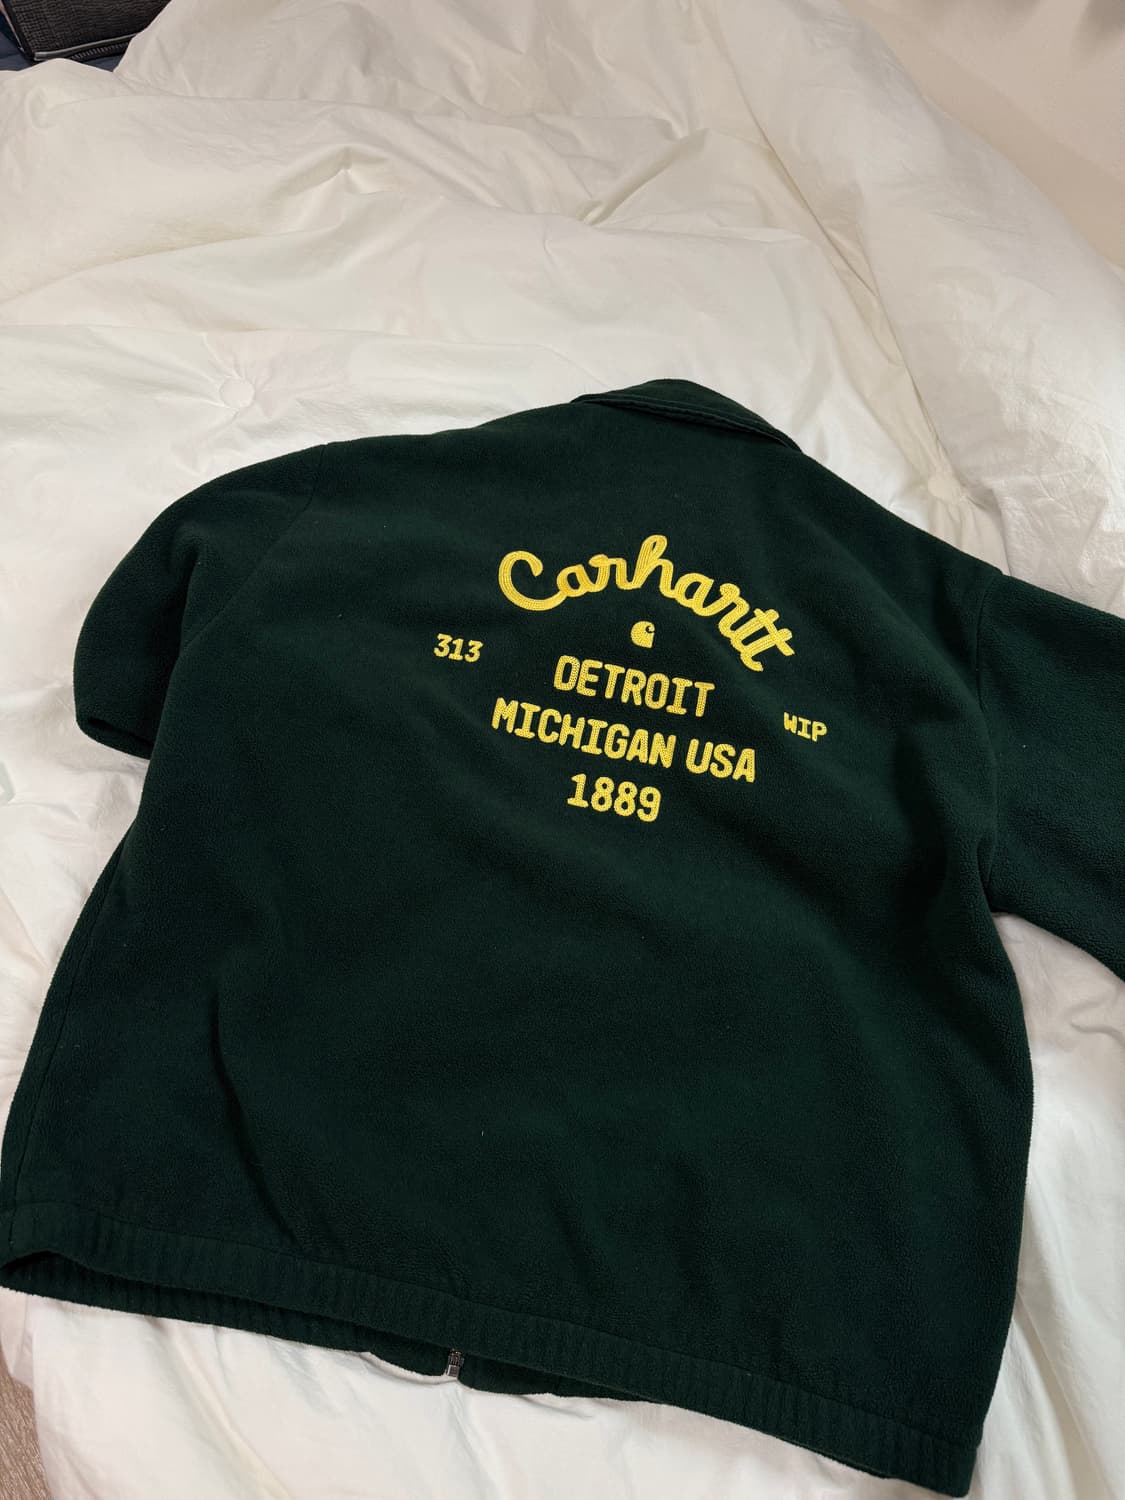 Carhartt
313
DETROIT
WIP
MICHIGAN USA
1889